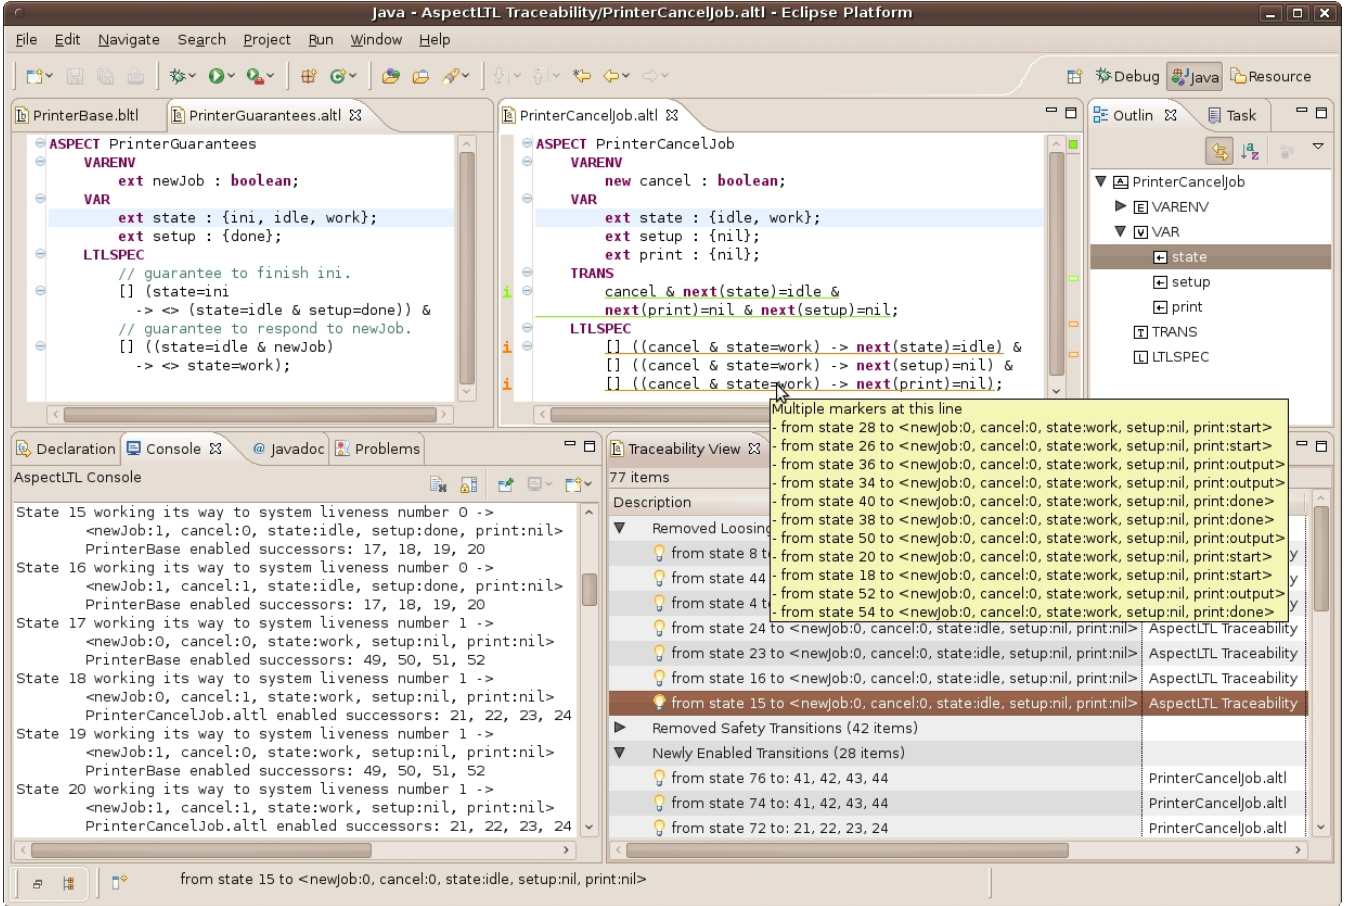 Java - AspectLTL Traceability/PrinterCancelJob.altl - Eclipse Platform
File Edit Navigate Search Project Run Window Help
Debug Java Resource
PrinterBase.bltl PrinterGuarantees.altl
ASPECT PrinterGuarantees
VARENV
ext newJob : boolean;
VAR
ext state : {ini, idle, work};
ext setup : {done};
LTLSPEC
// guarantee to finish ini.
[] (state=ini
-> <> (state=idle & setup=done)) &
// guarantee to respond to newJob.
[] ((state=idle & newJob)
-> <> state=work);
PrinterCancelJob.altl
ASPECT PrinterCancelJob
VARENV
new cancel : boolean;
VAR
ext state : {idle, work};
ext setup : {nil};
ext print : {nil};
TRANS
cancel & next(state)=idle &
next(print)=nil & next(setup)=nil;
LTLSPEC
[] ((cancel & state=work) -> next(state)=idle) &
[] ((cancel & state=work) -> next(setup)=nil) &
[] ((cancel & state=work) -> next(print)=nil);
Outlin Task
PrinterCancelJob
VARENV
VAR
state
setup
print
TRANS
LTLSPEC
Multiple markers at this line
- from state 28 to <newJob:0, cancel:0, state:work, setup:nil, print:start>
- from state 26 to <newJob:0, cancel:0, state:work, setup:nil, print:start>
- from state 36 to <newJob:0, cancel:0, state:work, setup:nil, print:output>
- from state 34 to <newJob:0, cancel:0, state:work, setup:nil, print:output>
- from state 40 to <newJob:0, cancel:0, state:work, setup:nil, print:done>
- from state 38 to <newJob:0, cancel:0, state:work, setup:nil, print:done>
- from state 50 to <newJob:0, cancel:0, state:work, setup:nil, print:output>
- from state 20 to <newJob:0, cancel:0, state:work, setup:nil, print:start>
- from state 18 to <newJob:0, cancel:0, state:work, setup:nil, print:start>
- from state 52 to <newJob:0, cancel:0, state:work, setup:nil, print:output>
- from state 54 to <newJob:0, cancel:0, state:work, setup:nil, print:done>
Declaration Console @ Javadoc Problems
AspectLTL Console
State 15 working its way to system liveness number 0 ->
<newJob:1, cancel:0, state:idle, setup:done, print:nil>
PrinterBase enabled successors: 17, 18, 19, 20
State 16 working its way to system liveness number 0 ->
<newJob:1, cancel:1, state:idle, setup:done, print:nil>
PrinterBase enabled successors: 17, 18, 19, 20
State 17 working its way to system liveness number 1 ->
<newJob:0, cancel:0, state:work, setup:nil, print:nil>
PrinterBase enabled successors: 49, 50, 51, 52
State 18 working its way to system liveness number 1 ->
<newJob:0, cancel:1, state:work, setup:nil, print:nil>
PrinterCancelJob.altl enabled successors: 21, 22, 23, 24
State 19 working its way to system liveness number 1 ->
<newJob:1, cancel:0, state:work, setup:nil, print:nil>
PrinterBase enabled successors: 49, 50, 51, 52
State 20 working its way to system liveness number 1 ->
<newJob:1, cancel:1, state:work, setup:nil, print:nil>
PrinterCancelJob.altl enabled successors: 21, 22, 23, 24
Traceability View
77 items
Description
Removed Loosing
from state 8 to
from state 44
from state 4 to
from state 24 to <newJob:0, cancel:0, state:idle, setup:nil, print:nil> AspectLTL Traceability
from state 23 to <newJob:0, cancel:0, state:idle, setup:nil, print:nil> AspectLTL Traceability
from state 16 to <newJob:0, cancel:0, state:idle, setup:nil, print:nil> AspectLTL Traceability
from state 15 to <newJob:0, cancel:0, state:idle, setup:nil, print:nil> AspectLTL Traceability
Removed Safety Transitions (42 items)
Newly Enabled Transitions (28 items)
from state 76 to: 41, 42, 43, 44 PrinterCancelJob.altl
from state 74 to: 41, 42, 43, 44 PrinterCancelJob.altl
from state 72 to: 21, 22, 23, 24 PrinterCancelJob.altl
from state 15 to <newJob:0, cancel:0, state:idle, setup:nil, print:nil>